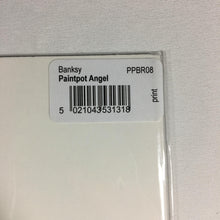 Banksy
Paintpot Angel
PPBR08
5 021043 531318
print